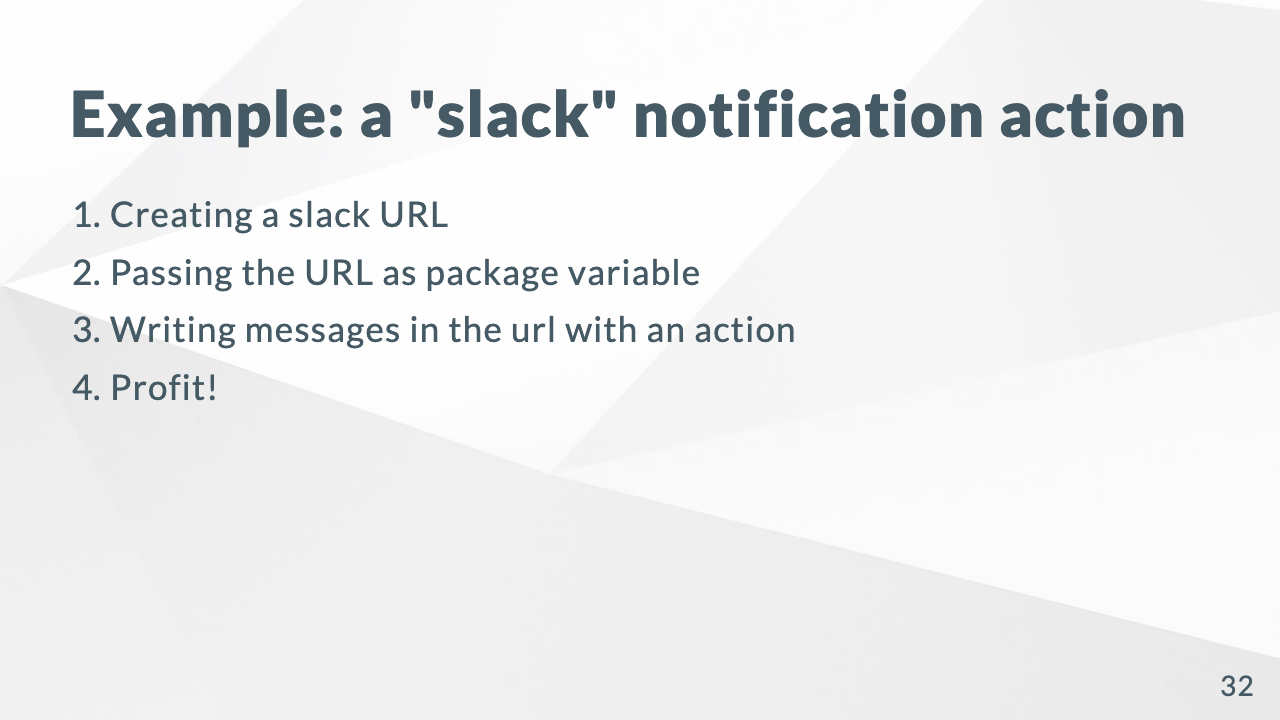 Example: a "slack" notification action
1. Creating a slack URL
2. Passing the URL as package variable
3. Writing messages in the url with an action
4. Profit!
32